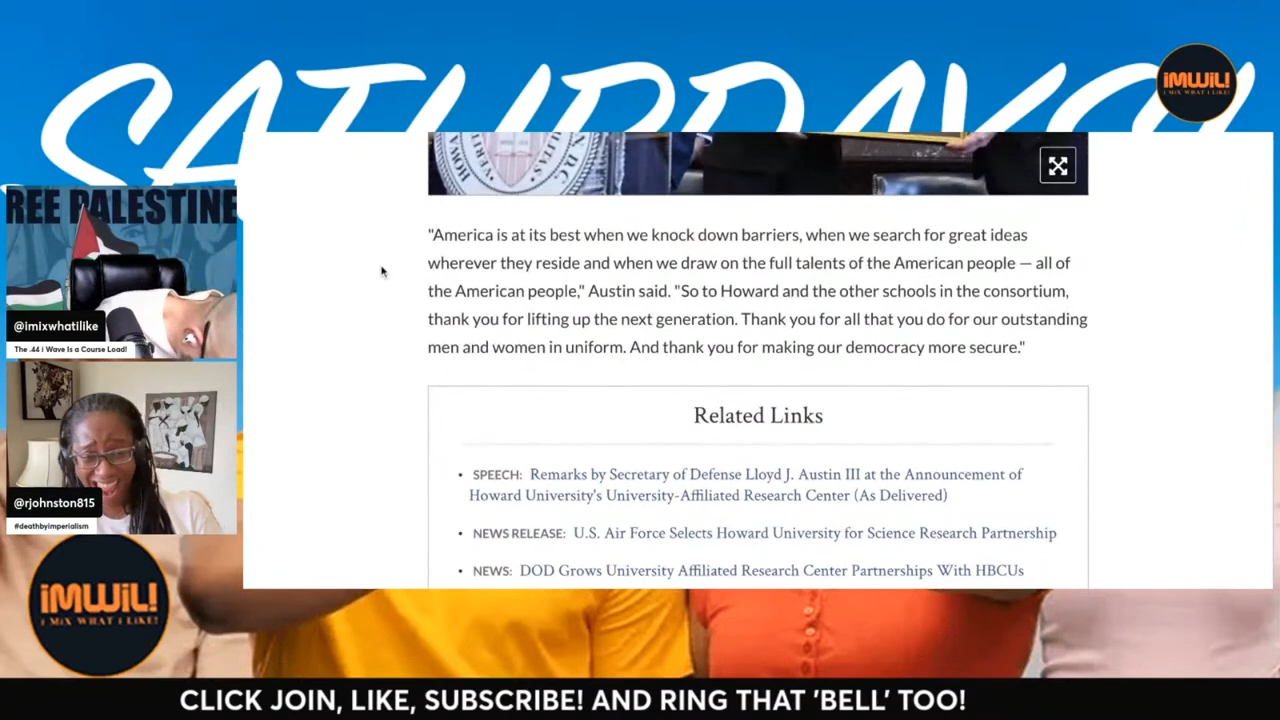 SATURDAYS!
iMWiL!
I MiX WHAT i LiKE!
REE PALESTINE
@imixwhatilike
The .44 i Wave Is a Course Load!
@rjohnston815
#deathbyimperialism
"America is at its best when we knock down barriers, when we search for great ideas
wherever they reside and when we draw on the full talents of the American people — all of
the American people," Austin said. "So to Howard and the other schools in the consortium,
thank you for lifting up the next generation. Thank you for all that you do for our outstanding
men and women in uniform. And thank you for making our democracy more secure."
Related Links
• SPEECH: Remarks by Secretary of Defense Lloyd J. Austin III at the Announcement of
Howard University's University-Affiliated Research Center (As Delivered)
• NEWS RELEASE: U.S. Air Force Selects Howard University for Science Research Partnership
• NEWS: DOD Grows University Affiliated Research Center Partnerships With HBCUs
iMWiL!
I MiX WHAT i LiKE!
CLICK JOIN, LIKE, SUBSCRIBE! AND RING THAT 'BELL' TOO!